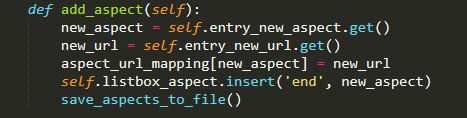 def add_aspect(self):
    new_aspect = self.entry_new_aspect.get()
    new_url = self.entry_new_url.get()
    aspect_url_mapping[new_aspect] = new_url
    self.listbox_aspect.insert('end', new_aspect)
    save_aspects_to_file()